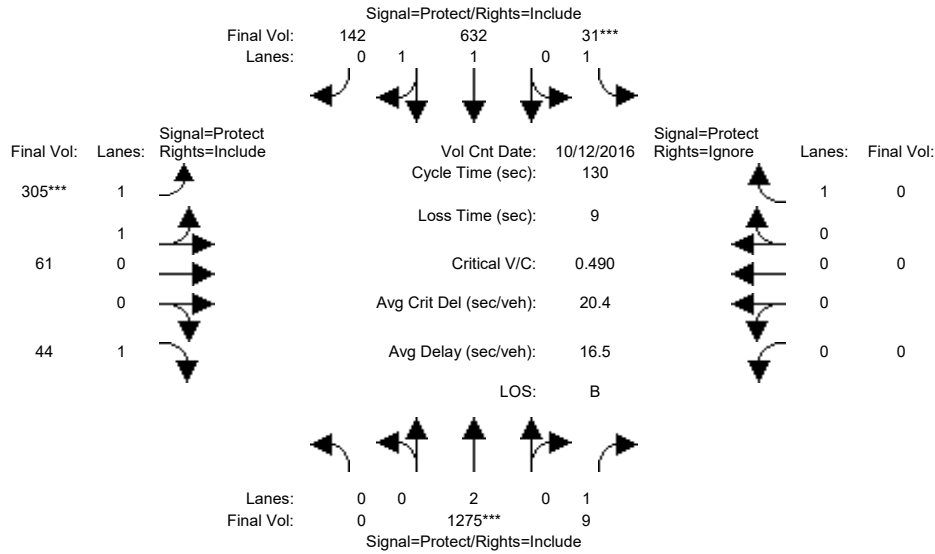 Signal=Protect/Rights=Include
Final Vol: 142 632 31***
Lanes: 0 1 1 0 1
Signal=Protect Signal=Protect
Final Vol: Lanes: Rights=Include Vol Cnt Date: 10/12/2016 Rights=Ignore Lanes: Final Vol:
Cycle Time (sec): 130
305*** 1 1 0
Loss Time (sec): 9
1 0
61 0 Critical V/C: 0.490 0 0
0 Avg Crit Del (sec/veh): 20.4 0
44 1 Avg Delay (sec/veh): 16.5 0 0
LOS: B
Lanes: 0 0 2 0 1
Final Vol: 0 1275*** 9
Signal=Protect/Rights=Include